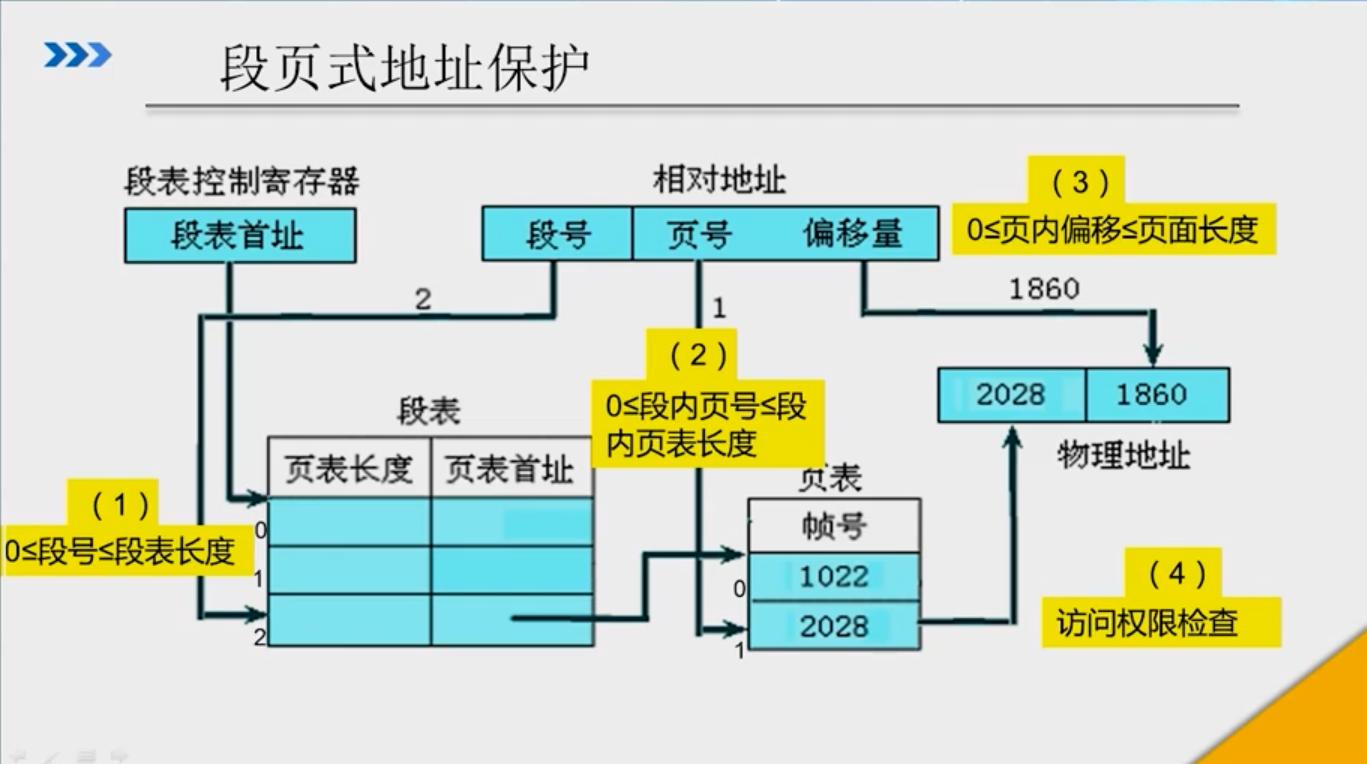 段页式地址保护
段表控制寄存器
段表首址
相对地址
段号 页号 偏移量
（3）
0≤页内偏移≤页面长度
2
1
1860
（2）
0≤段内页号≤段
内页表长度
2028 1860
物理地址
段表
页表长度 页表首址
0
1
2
（1）
0≤段号≤段表长度
页表
帧号
1022
0
2028
1
（4）
访问权限检查